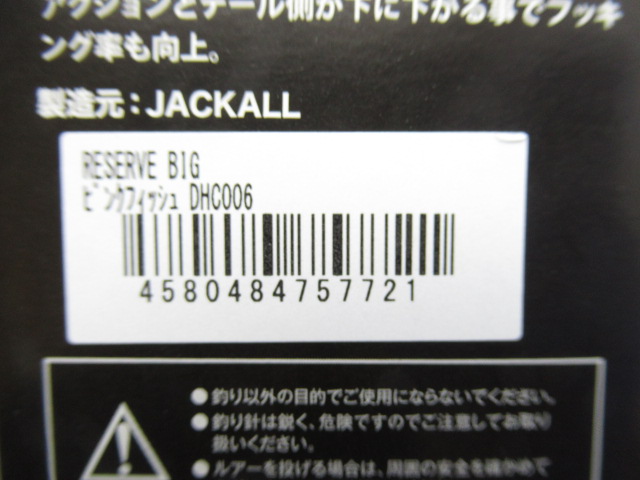 アクションとテール側が下に下がる事でフッキ
ング率も向上。
製造元：JACKALL
RESERVE BIG
ﾋﾟﾝｸﾌｨｯｼｭ DHC006
4580484757721
●釣り以外の目的でご使用にならないでください。
●釣り針は鋭く、危険ですのでご注意してお取り
扱いください。
●ルアーを投げる場合は、周囲の安全を確かめて